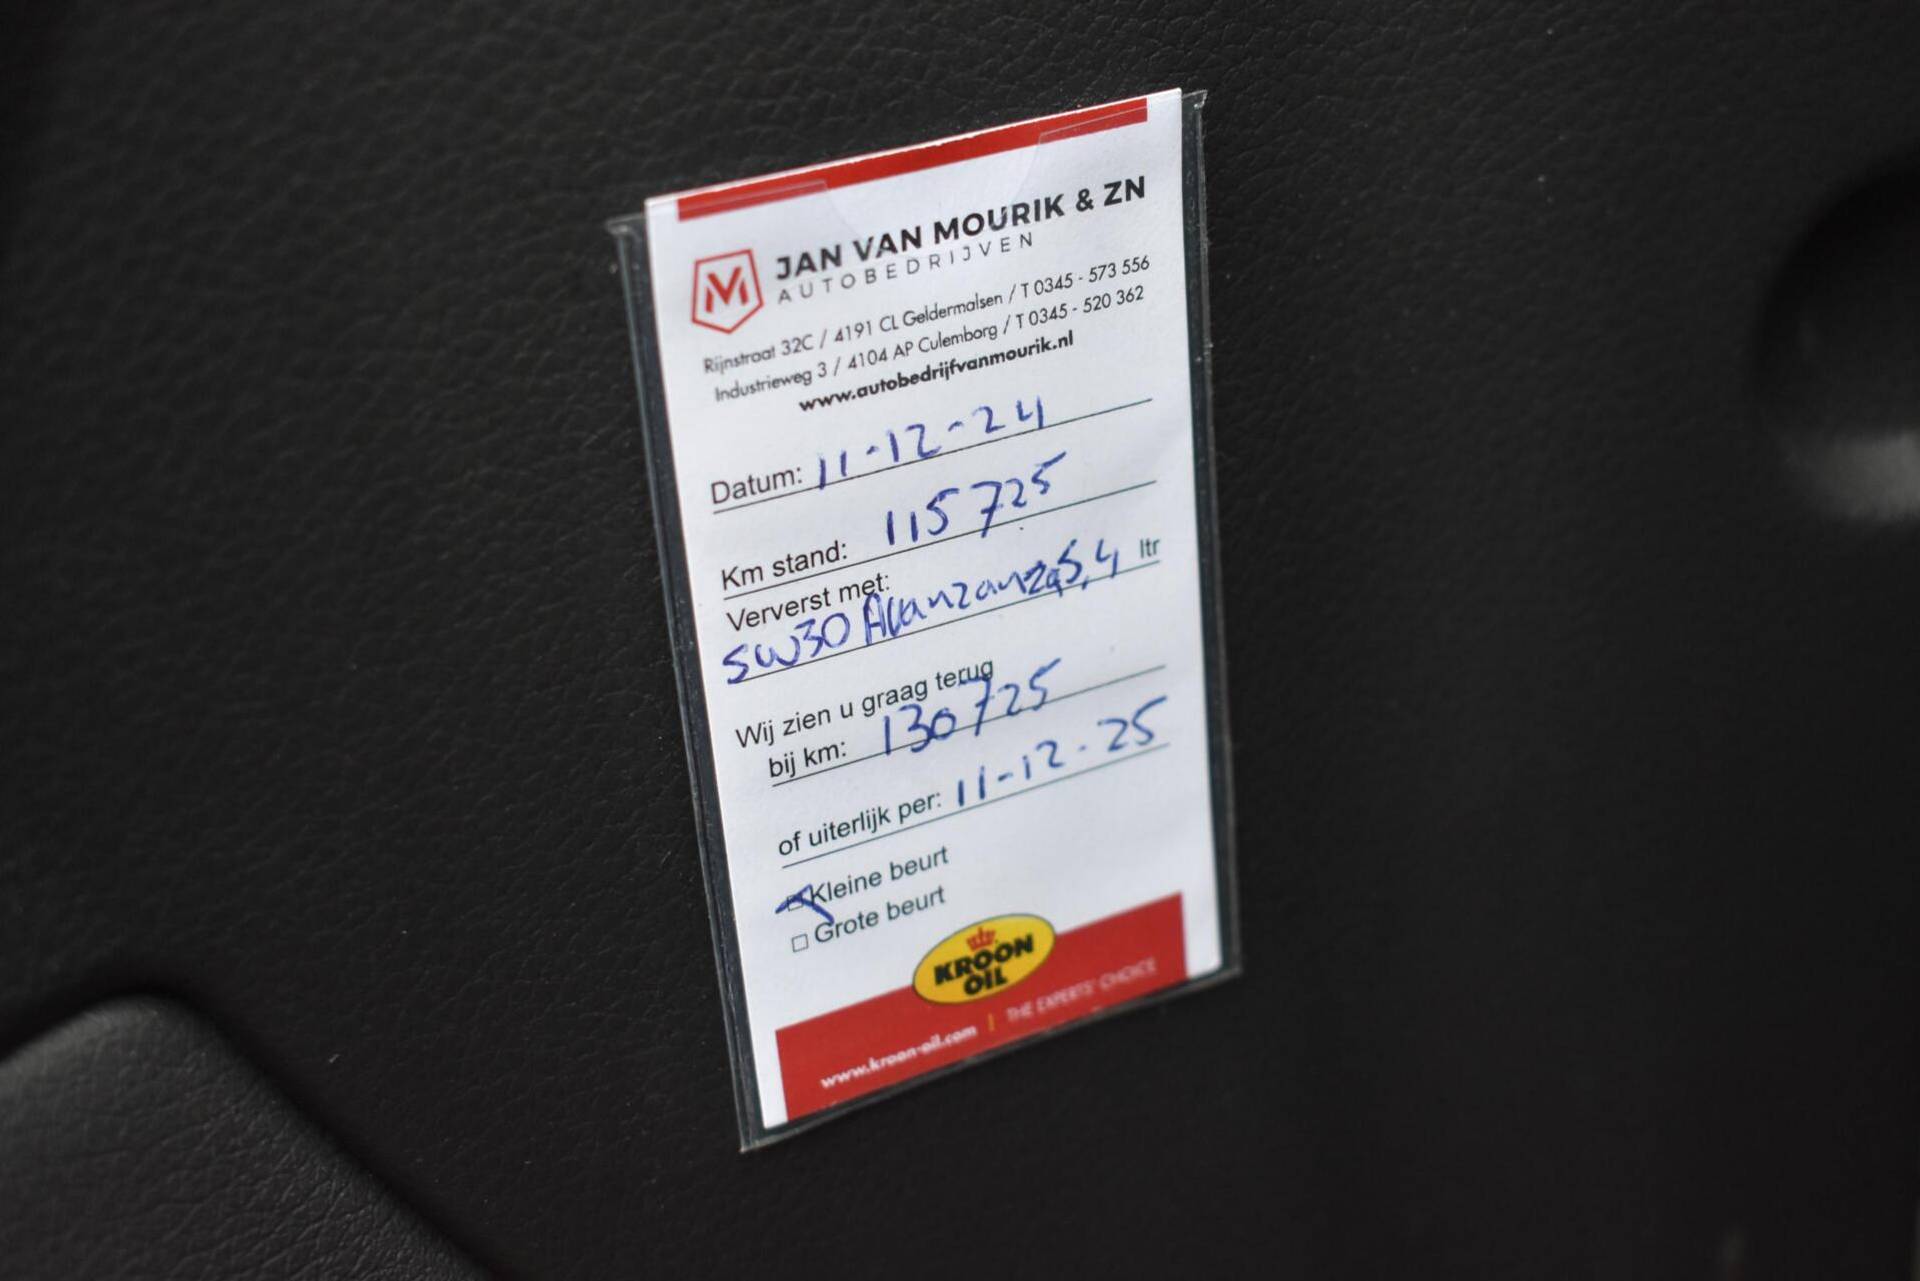 JAN VAN MOURIK & ZN
AUTOBEDRIJVEN
Rijnstraat 32C / 4191 CL Geldermalsen / T 0345 - 573 556
Industrieweg 3 / 4104 AP Culemborg / T 0345 - 520 362
www.autobedrijfvanmourik.nl
Datum: 11-12-24
Km stand: 115725
Ververst met:
5W30 5,4 ltr
Wij zien u graag terug
bij km: 130725
of uiterlijk per: 11-12-25
Kleine beurt
Grote beurt
KROON
OIL
www.kroon-oil.com | THE EXPERTS' CHOICE